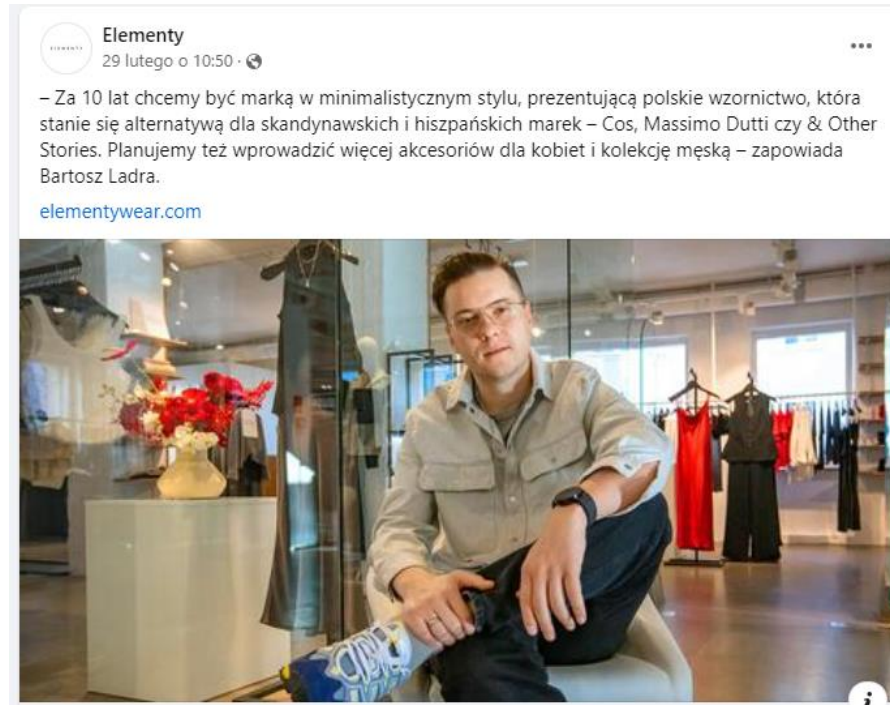 Elementy
ELEMENTY
29 lutego o 10:50 ·
– Za 10 lat chcemy być marką w minimalistycznym stylu, prezentującą polskie wzornictwo, która
stanie się alternatywą dla skandynawskich i hiszpańskich marek – Cos, Massimo Dutti czy & Other
Stories. Planujemy też wprowadzić więcej akcesoriów dla kobiet i kolekcję męską – zapowiada
Bartosz Ladra.
elementywear.com
i